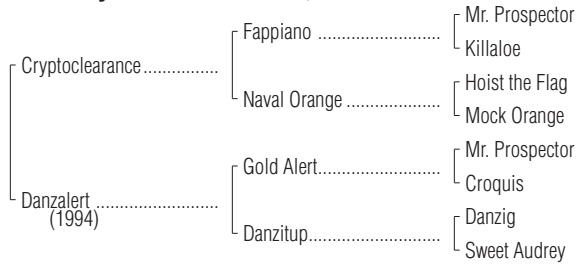 Mr. Prospector
Fappiano ..........................
Killaloe
Cryptoclearance................
Hoist the Flag
Naval Orange ....................
Mock Orange
Mr. Prospector
Gold Alert..........................
Croquis
Danzalert ..........................
(1994)
Danzig
Danzitup............................
Sweet Audrey